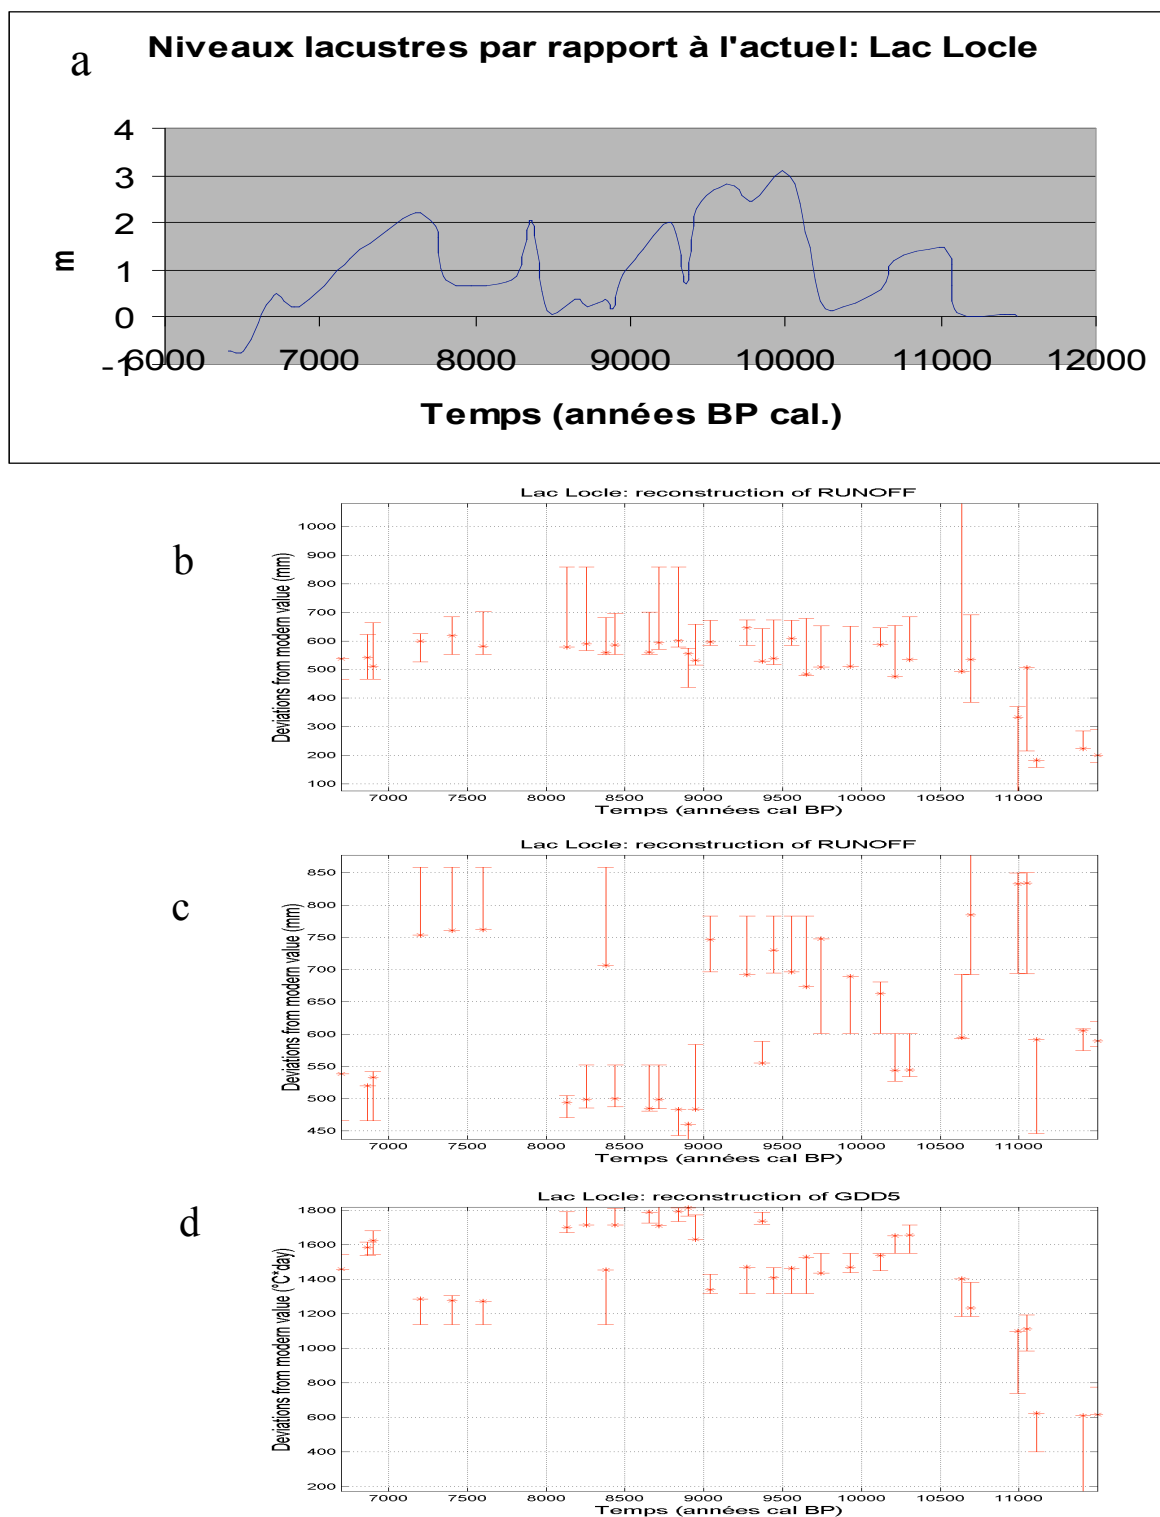 a
Niveaux lacustres par rapport à l'actuel: Lac Locle
4
3
2
1
0
-1
m
6000 7000 8000 9000 10000 11000 12000
Temps (années BP cal.)
b
Lac Locle: reconstruction of RUNOFF
Deviations from modern value (mm)
1000
900
800
700
600
500
400
300
200
100
7000 7500 8000 8500 9000 9500 10000 10500 11000
Temps (années cal BP)
c
Lac Locle: reconstruction of RUNOFF
Deviations from modern value (mm)
850
800
750
700
650
600
550
500
450
7000 7500 8000 8500 9000 9500 10000 10500 11000
Temps (années cal BP)
d
Lac Locle: reconstruction of GDD5
Deviations from modern value (°C*day)
1800
1600
1400
1200
1000
800
600
400
200
7000 7500 8000 8500 9000 9500 10000 10500 11000
Temps (années cal BP)